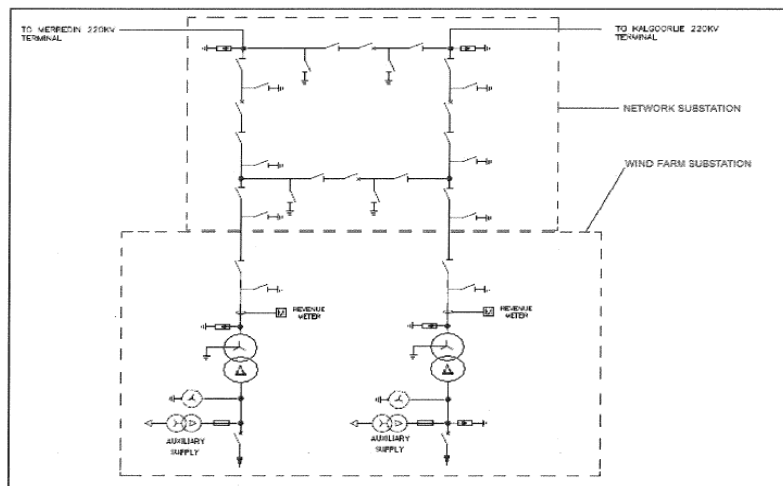 TO MERREDIN 220KV
TERMINAL
TO KALGOORLIE 220KV
TERMINAL
NETWORK SUBSTATION
WIND FARM SUBSTATION
M
REVENUE
METER
M
REVENUE
METER
AUXILIARY
SUPPLY
AUXILIARY
SUPPLY